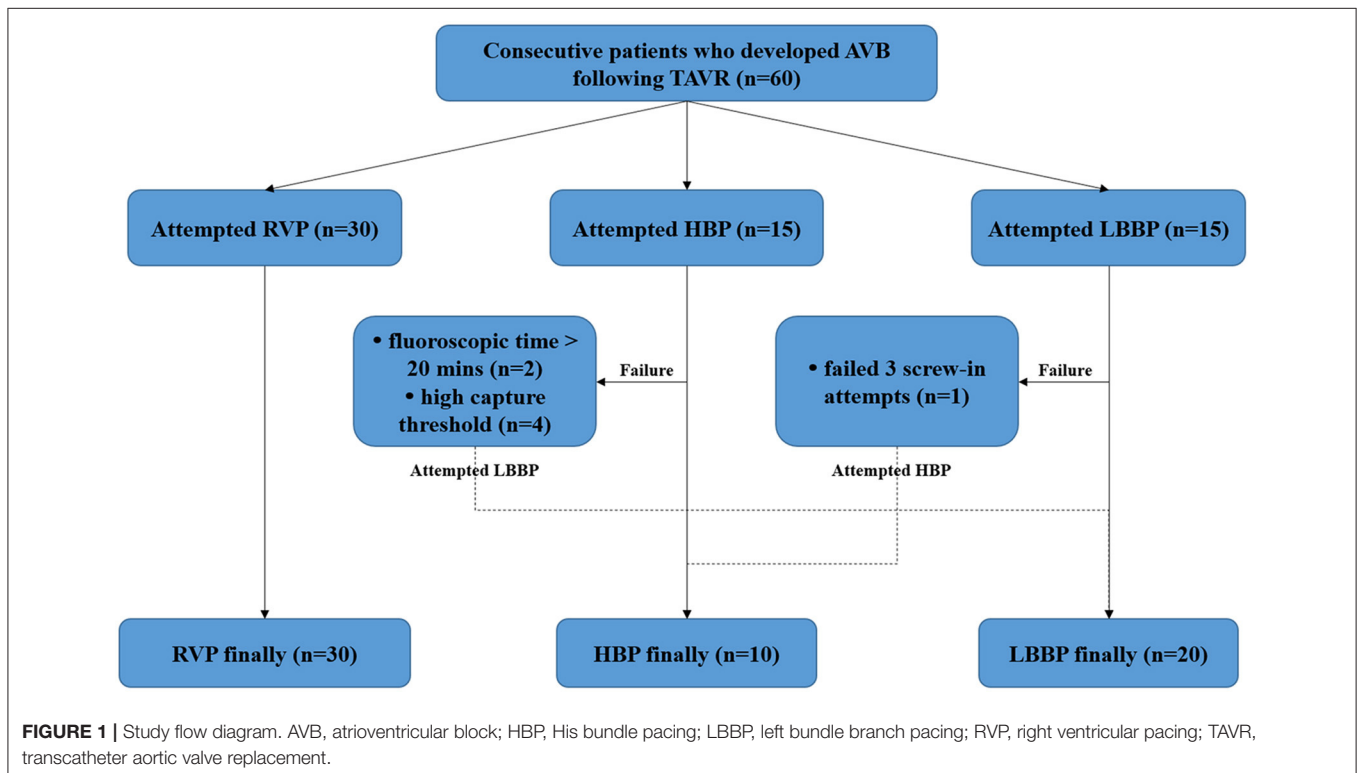 Consecutive patients who developed AVB
following TAVR (n=60)
Attempted RVP (n=30)
Attempted HBP (n=15)
Attempted LBBP (n=15)
• fluoroscopic time >
20 mins (n=2)
• high capture
threshold (n=4)
Failure
• failed 3 screw-in
attempts (n=1)
Failure
Attempted LBBP
Attempted HBP
RVP finally (n=30)
HBP finally (n=10)
LBBP finally (n=20)
FIGURE 1 | Study flow diagram. AVB, atrioventricular block; HBP, His bundle pacing; LBBP, left bundle branch pacing; RVP, right ventricular pacing; TAVR,
transcatheter aortic valve replacement.